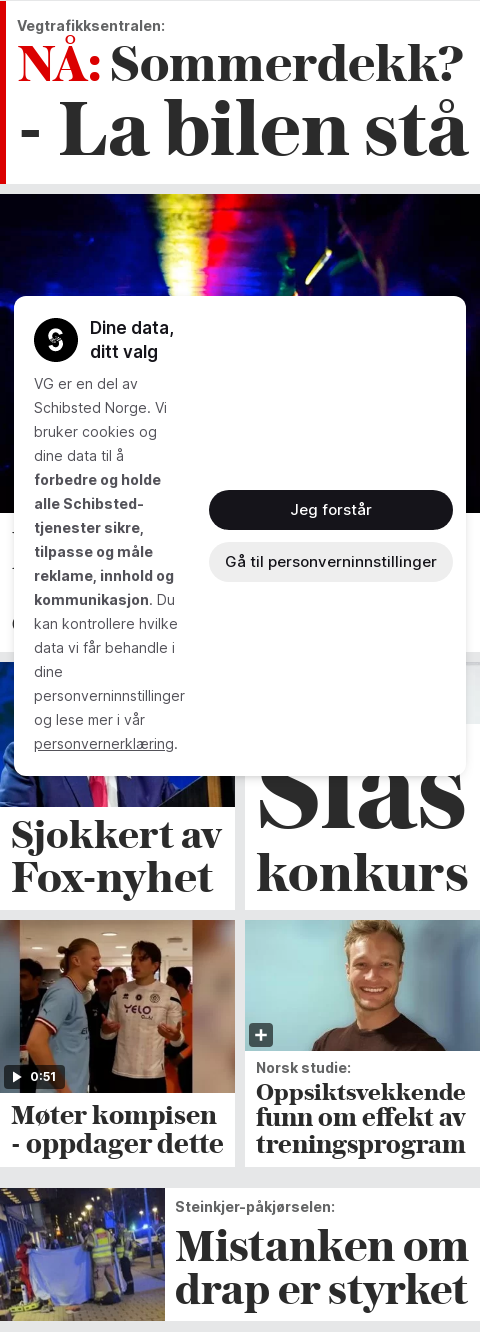 Vegtrafikksentralen:
NÅ: Sommerdekk?
- La bilen stå
Dine data,
ditt valg
VG er en del av
Schibsted Norge. Vi
bruker cookies og
dine data til å
forbedre og holde
alle Schibsted-
tjenester sikre,
tilpasse og måle
reklame, innhold og
kommunikasjon. Du
kan kontrollere hvilke
data vi får behandle i
dine
personverninnstillinger
og lese mer i vår
personvernerklæring.
Jeg forstår
Gå til personverninnstillinger
Sjokkert av
Fox-nyhet
Slås
konkurs
YELO
0:51
Møter kompisen
- oppdager dette
Norsk studie:
Oppsiktsvekkende
funn om effekt av
treningsprogram
Steinkjer-påkjørselen:
Mistanken om
drap er styrket